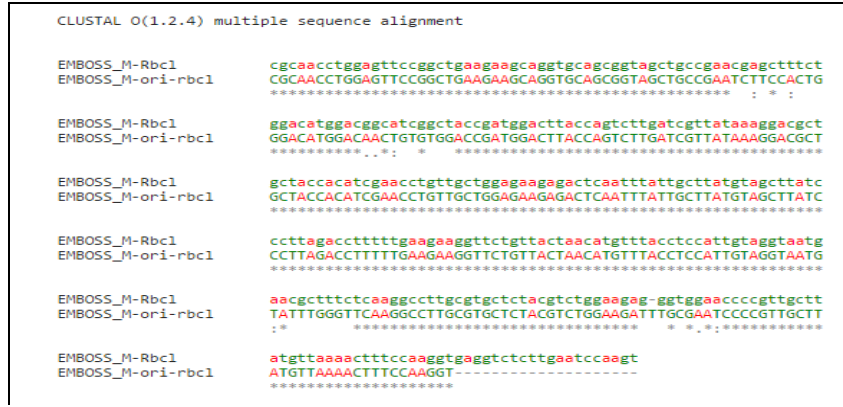 CLUSTAL O(1.2.4) multiple sequence alignment
EMBOSS_M-Rbcl cgcaacctggagttccggctgaagaagcaggtgcagcggtagctgccgaacgagctttct
EMBOSS_M-ori-rbcl CGCAACCTGGAGTTCCGGCTGAAGAAGCAGGTGCAGCGGTAGCTGCCGAATCTTCCACTG
************************************************** : * :
EMBOSS_M-Rbcl ggacatggacggcatcggctaccgatggacttaccagtcttgatcgttataaaggacgct
EMBOSS_M-ori-rbcl GGACATGGACAACTGTGTGGACCGATGGACTTACCAGTCTTGATCGTTATAAAGGACGCT
**********..*: * ****************************************
EMBOSS_M-Rbcl gctaccacatcgaacctgttgctggagaagagactcaatttattgcttatgtagcttatc
EMBOSS_M-ori-rbcl GCTACCACATCGAACCTGTTGCTGGAGAAGAGACTCAATTTATTGCTTATGTAGCTTATC
************************************************************
EMBOSS_M-Rbcl ccttagacctttttgaagaaggttctgttactaacatgtttacctccattgtaggtaatg
EMBOSS_M-ori-rbcl CCTTAGACCTTTTTGAAGAAGGTTCTGTTACTAACATGTTTACCTCCATTGTAGGTAATG
************************************************************
EMBOSS_M-Rbcl aacgctttctcaaggccttgcgtgctctacgtctggaagag-ggtggaaccccgttgctt
EMBOSS_M-ori-rbcl TATTTGGGTTCAAGGCCTTGCGTGCTCTACGTCTGGAAGATTTGCGAATCCCCGTTGCTT
:* ******************************* * *.*:***********
EMBOSS_M-Rbcl atgttaaaactttccaaggtgaggtctcttgaatccaagt
EMBOSS_M-ori-rbcl ATGTTAAAACTTTCCAAGGT--------------------
********************